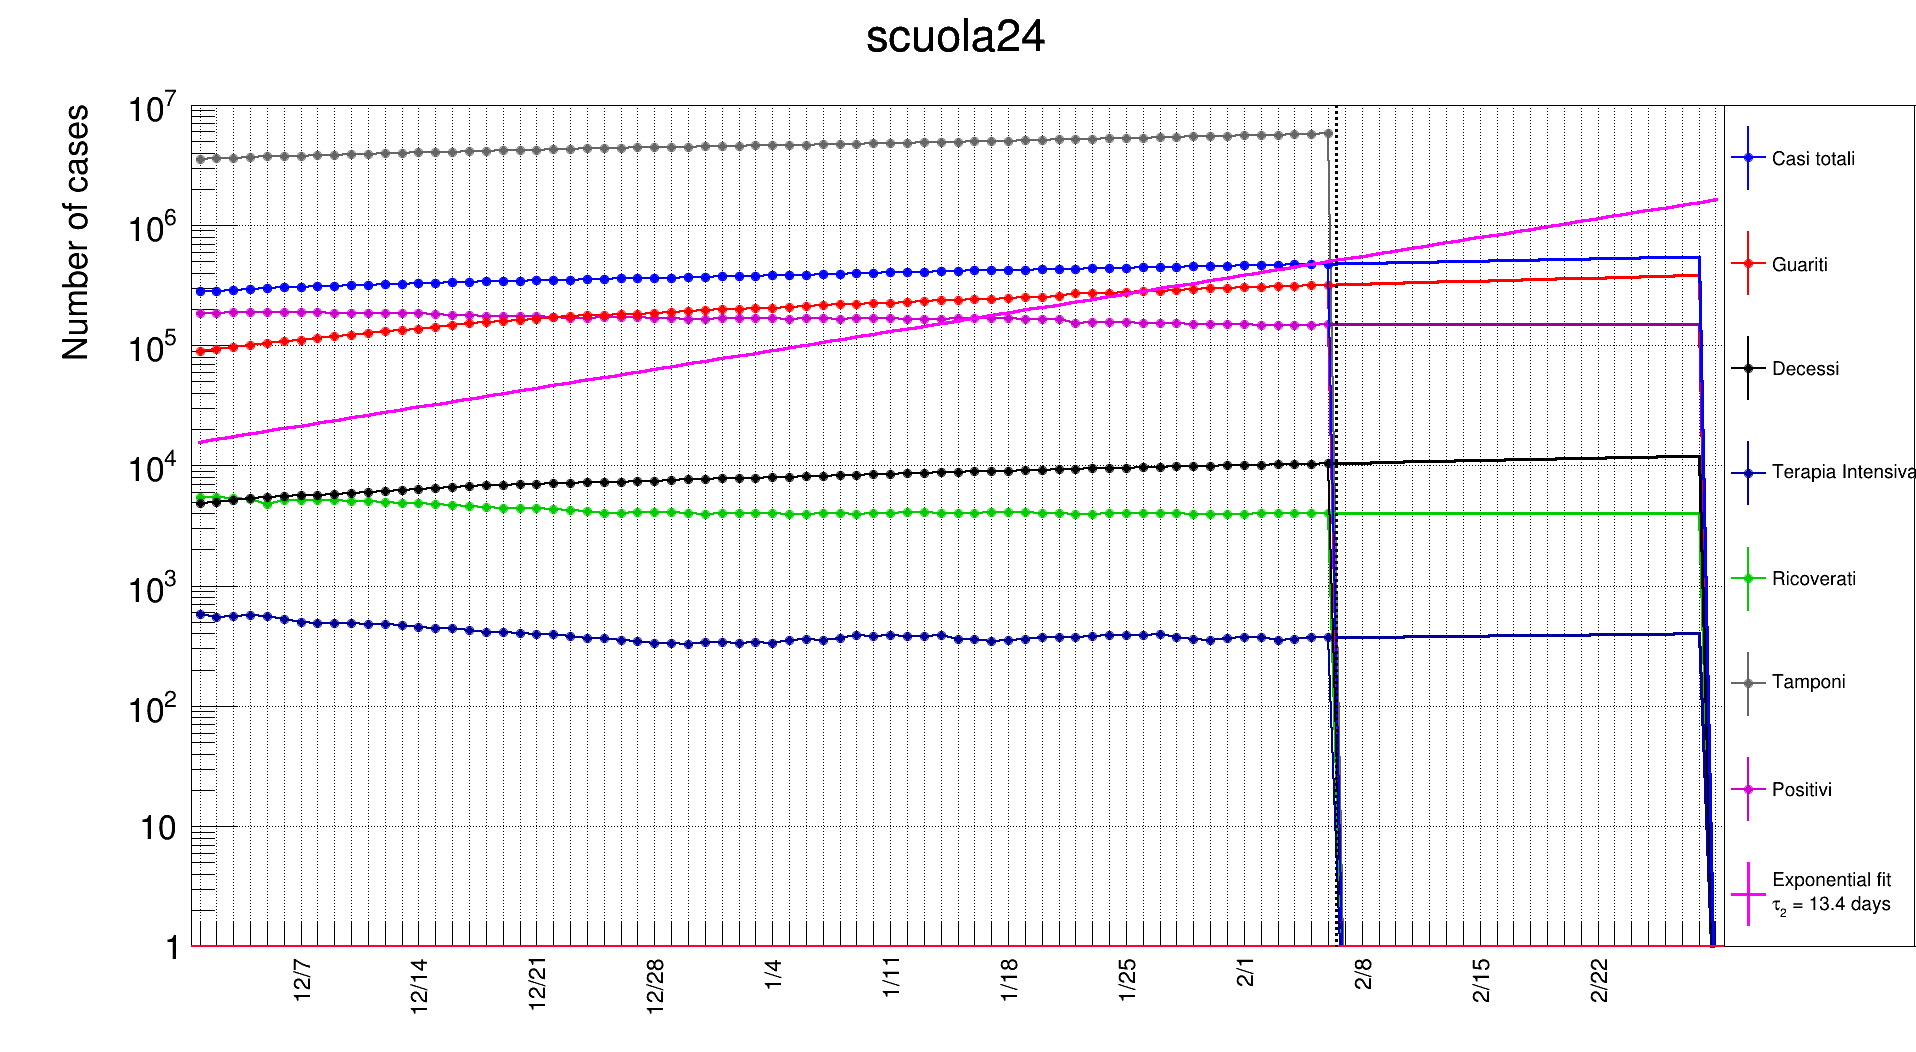 scuola24
Number of cases
10^7
10^6
10^5
10^4
10^3
10^2
10
1
12/7
12/14
12/21
12/28
1/4
1/11
1/18
1/25
2/1
2/8
2/15
2/22
Casi totali
Guariti
Decessi
Terapia Intensiva
Ricoverati
Tamponi
Positivi
Exponential fit
τ₂ = 13.4 days